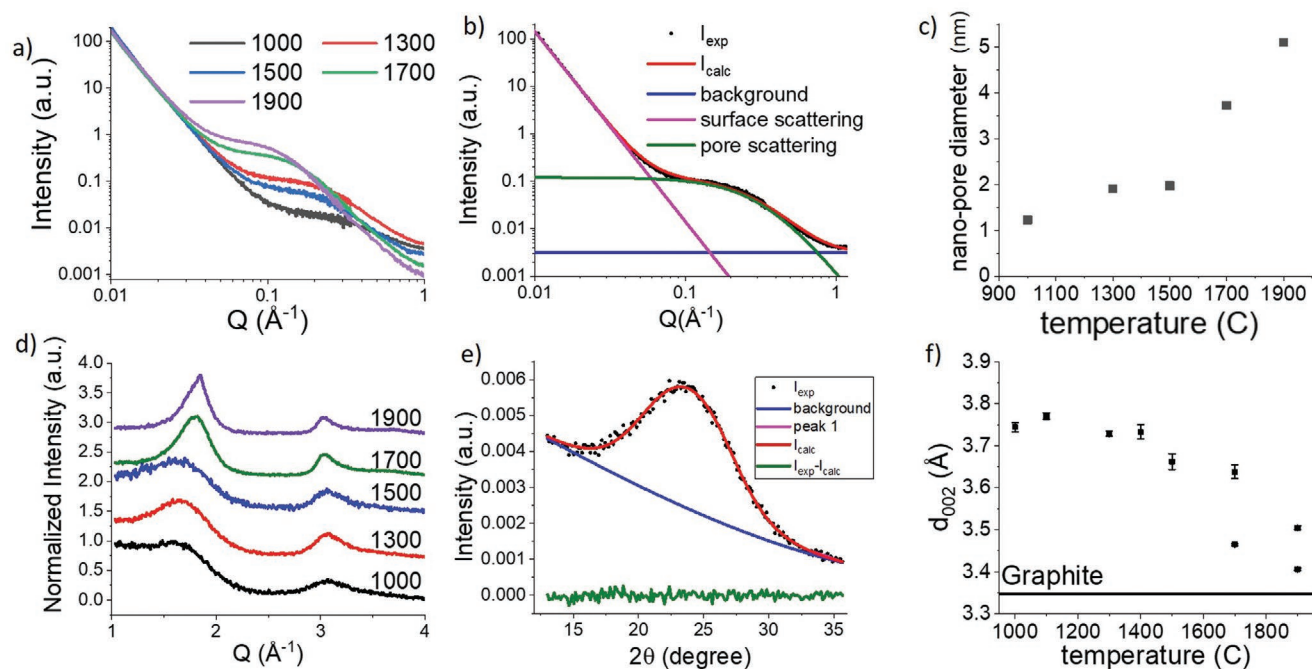 a)
1000 1300
1500 1700
1900
100
10
1
0.1
0.01
0.001
Intensity (a.u.)
0.01 0.1 1
Q (Å⁻¹)
b)
I_exp
I_calc
background
surface scattering
pore scattering
100
10
1
0.1
0.01
0.001
Intensity (a.u.)
0.01 0.1 1
Q(Å⁻¹)
c)
5
4
3
2
1
0
nano-pore diameter (nm)
900 1100 1300 1500 1700 1900
temperature (C)
d)
4.0
3.5
3.0
2.5
2.0
1.5
1.0
0.5
0.0
Normalized Intensity (a.u.)
1900
1700
1500
1300
1000
1 2 3 4
Q (Å⁻¹)
e)
0.006
0.005
0.004
0.003
0.002
0.001
0.000
Intensity (a.u.)
I_exp
background
peak 1
I_calc
I_exp-I_calc
15 20 25 30 35
2θ (degree)
f)
3.9
3.8
3.7
3.6
3.5
3.4
3.3
d₀₀₂ (Å)
Graphite
1000 1200 1400 1600 1800
temperature (C)